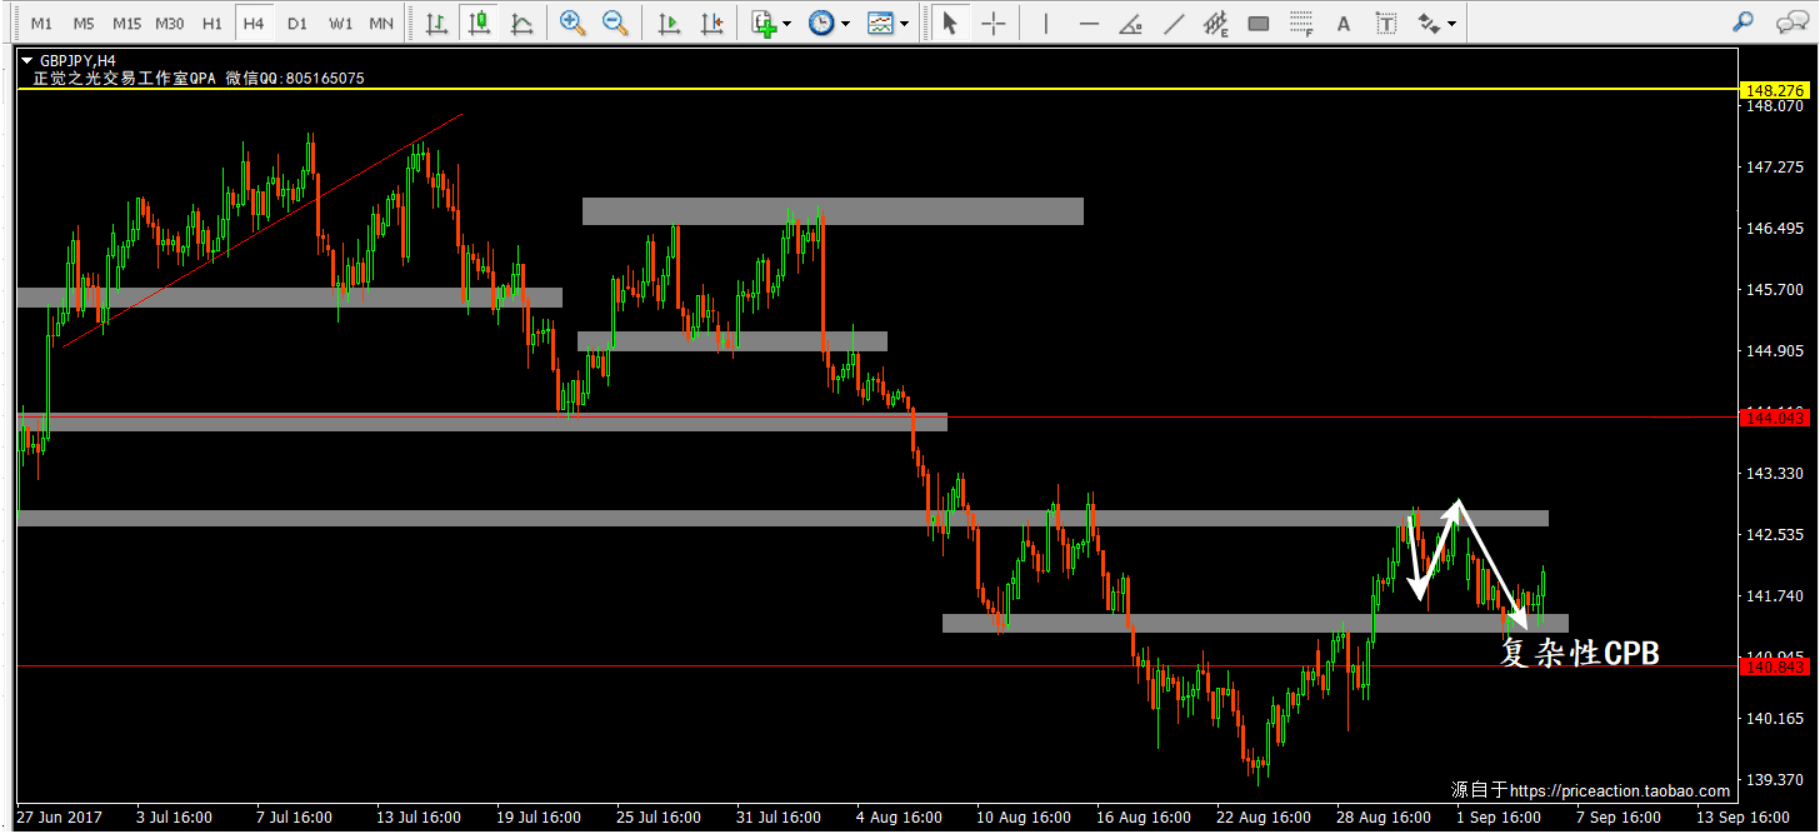 M1 M5 M15 M30 H1 H4 D1 W1 MN E F A T
GBPJPY,H4
正觉之光交易工作室QPA 微信QQ:805165075
148.276
148.070
147.275
146.495
145.700
144.905
144.043
143.330
142.535
141.740
复杂性CPB
140.843
140.165
139.370
源自于https://priceaction.taobao.com
27 Jun 2017 3 Jul 16:00 7 Jul 16:00 13 Jul 16:00 19 Jul 16:00 25 Jul 16:00 31 Jul 16:00 4 Aug 16:00 10 Aug 16:00 16 Aug 16:00 22 Aug 16:00 28 Aug 16:00 1 Sep 16:00 7 Sep 16:00 13 Sep 16:00